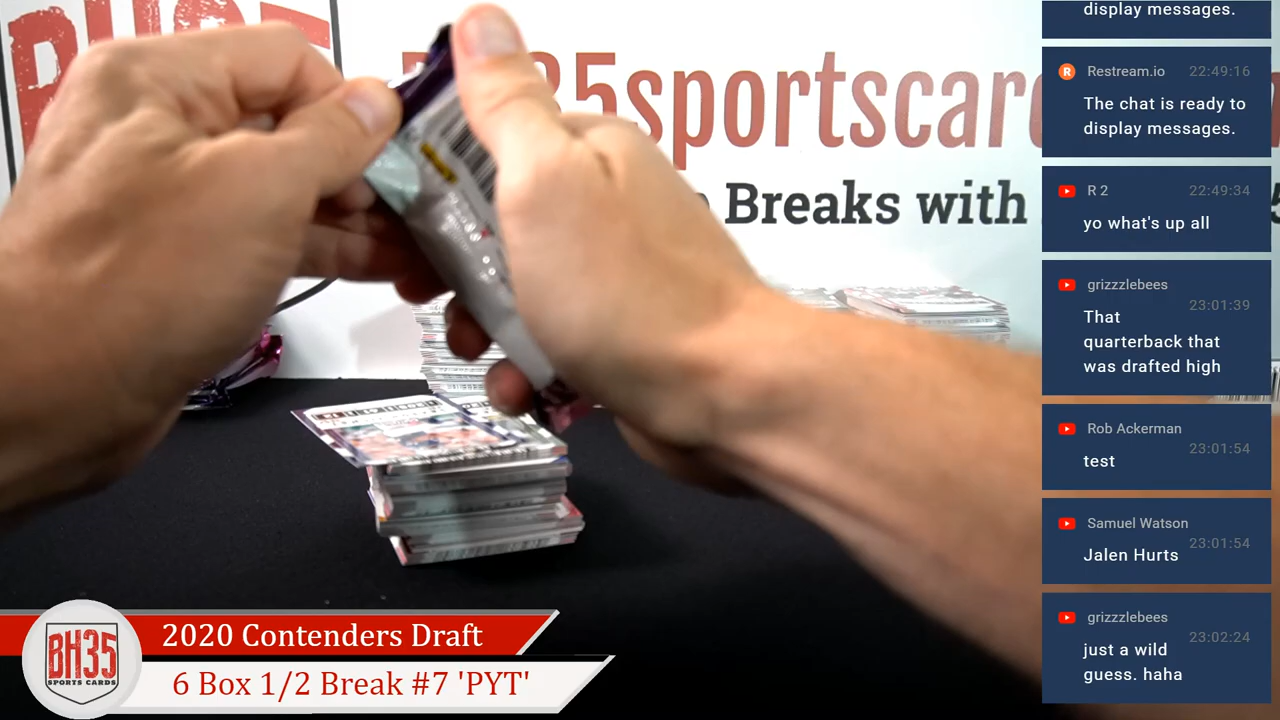 BH35
35sportscar
Breaks with
display messages.
Restream.io 22:49:16
The chat is ready to
display messages.
R 2 22:49:34
yo what's up all
grizzzlebees
23:01:39
That
quarterback that
was drafted high
Rob Ackerman
23:01:54
test
Samuel Watson
23:01:54
Jalen Hurts
grizzzlebees
23:02:24
just a wild
guess. haha
BH35
SPORTS CARDS
2020 Contenders Draft
6 Box 1/2 Break #7 'PYT'